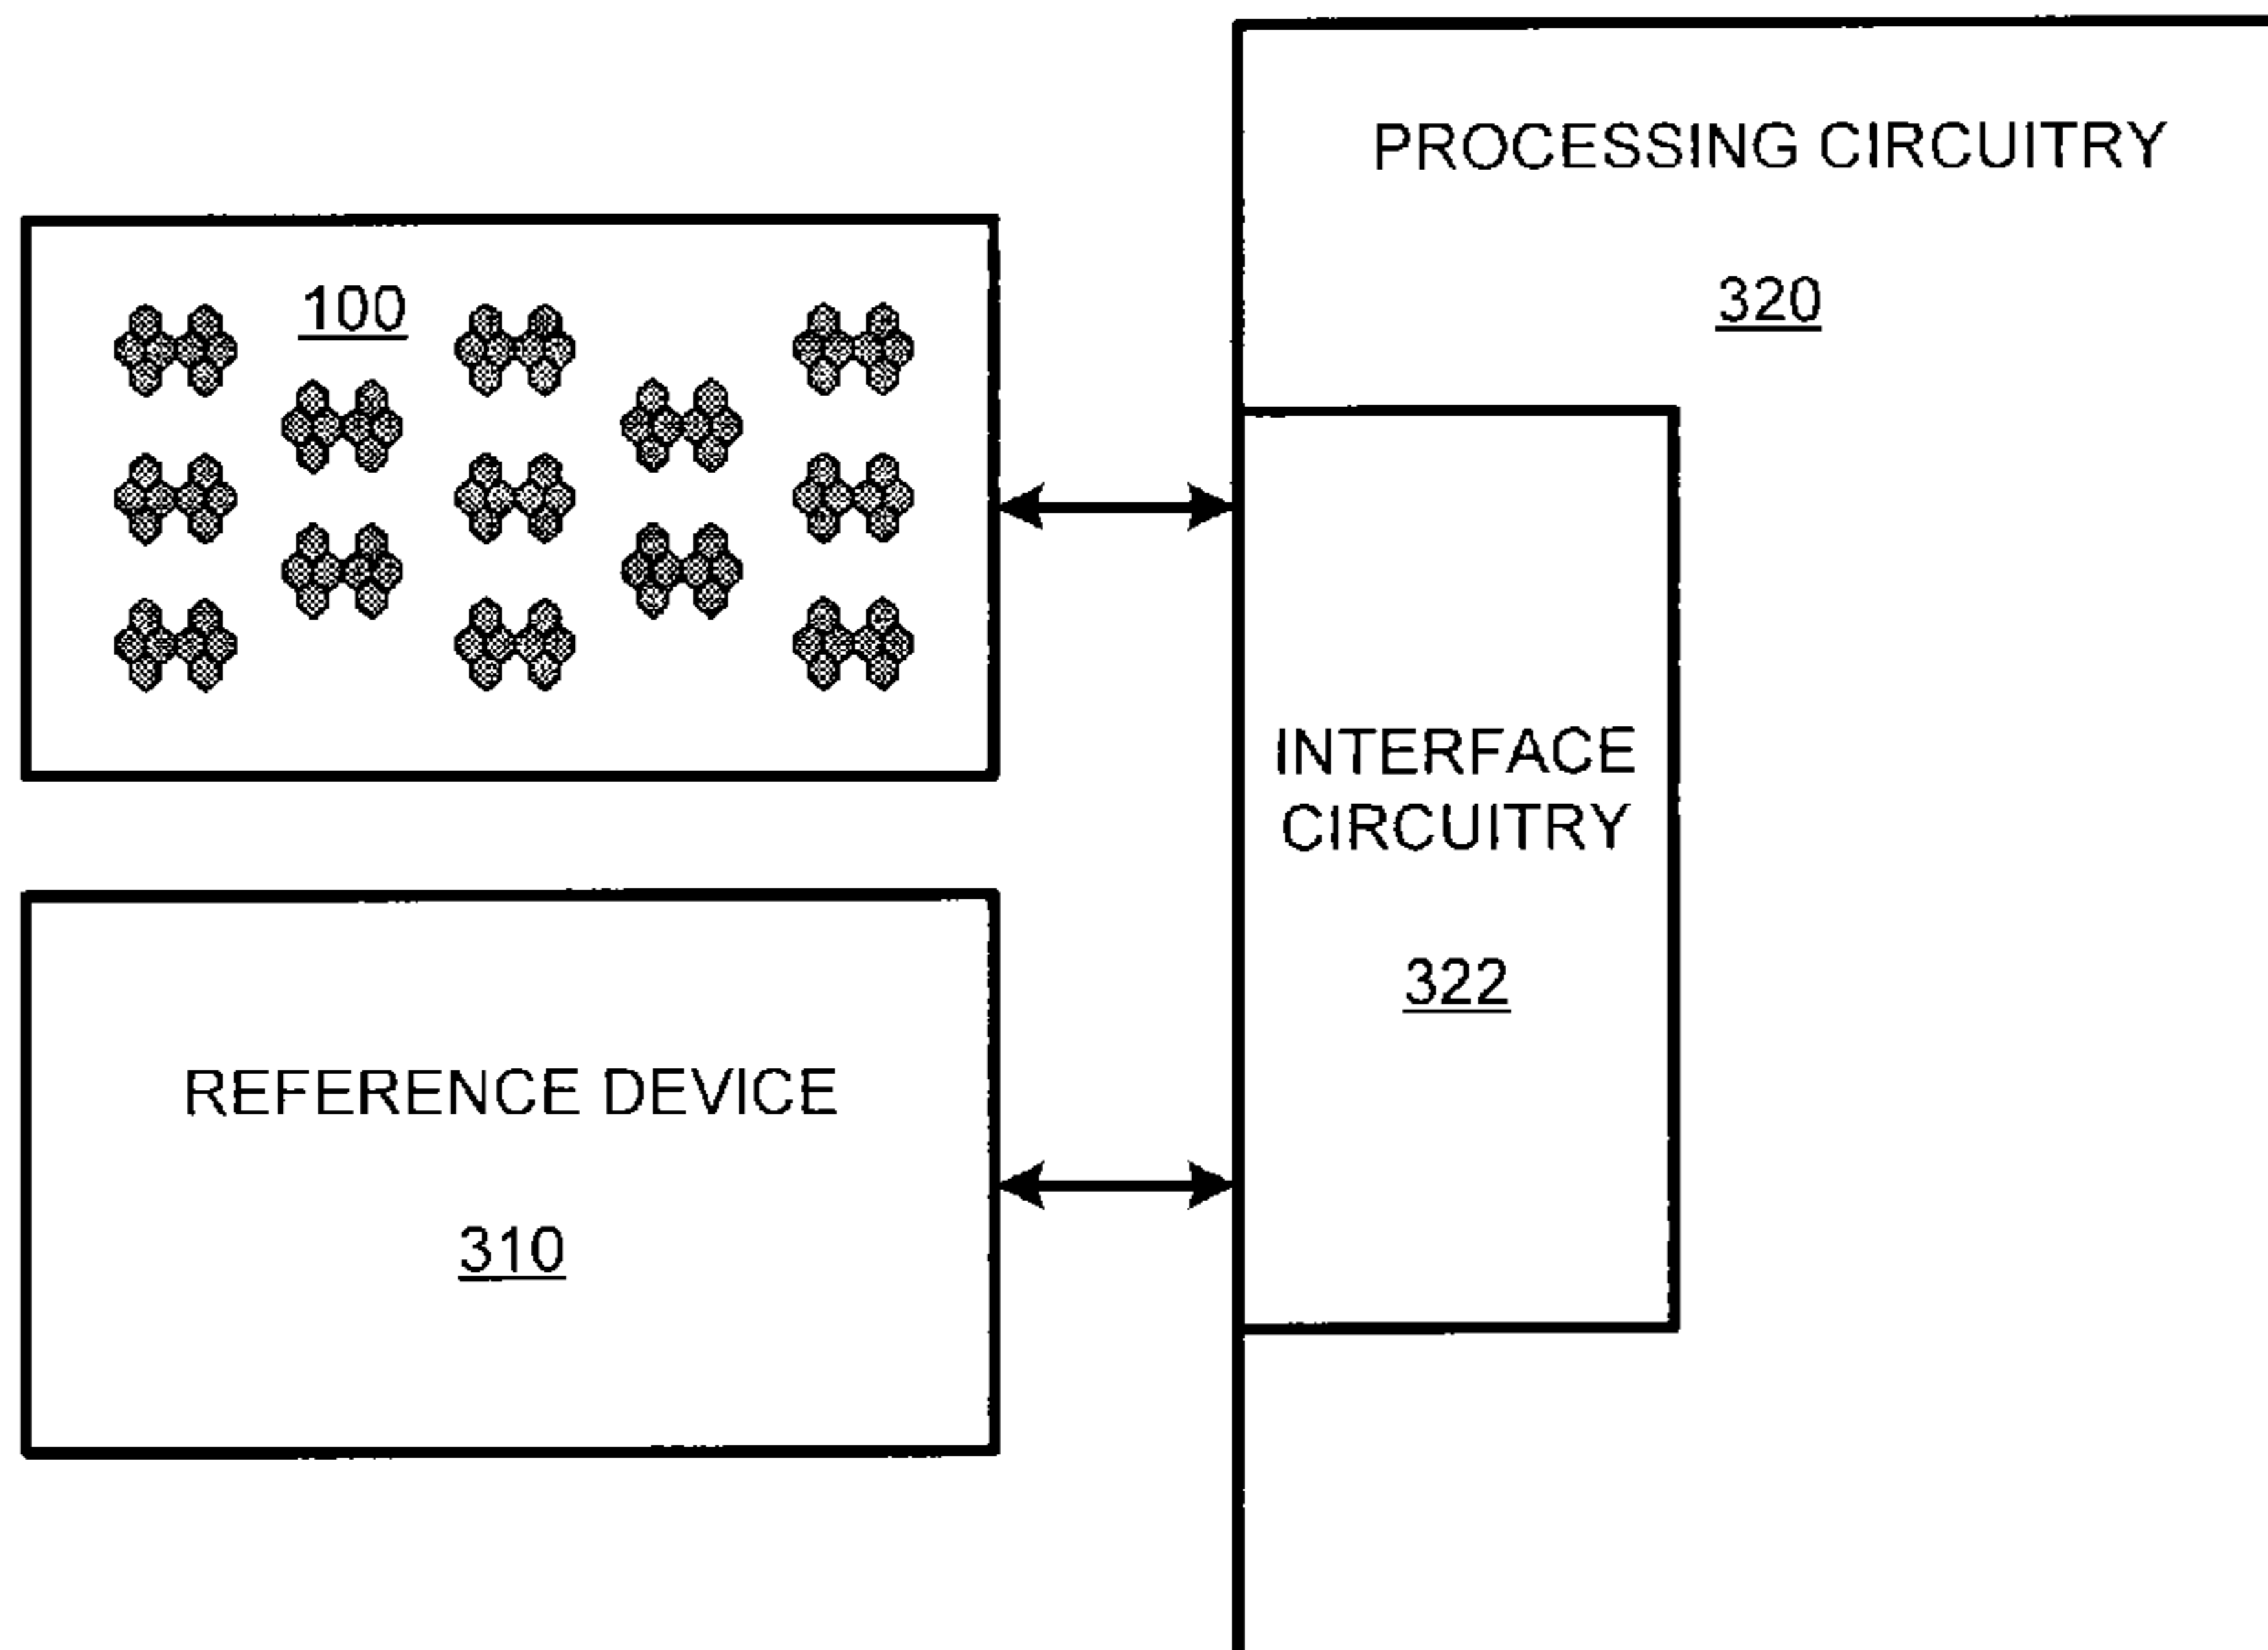 PROCESSING CIRCUITRY
320
100
INTERFACE
CIRCUITRY
322
REFERENCE DEVICE
310